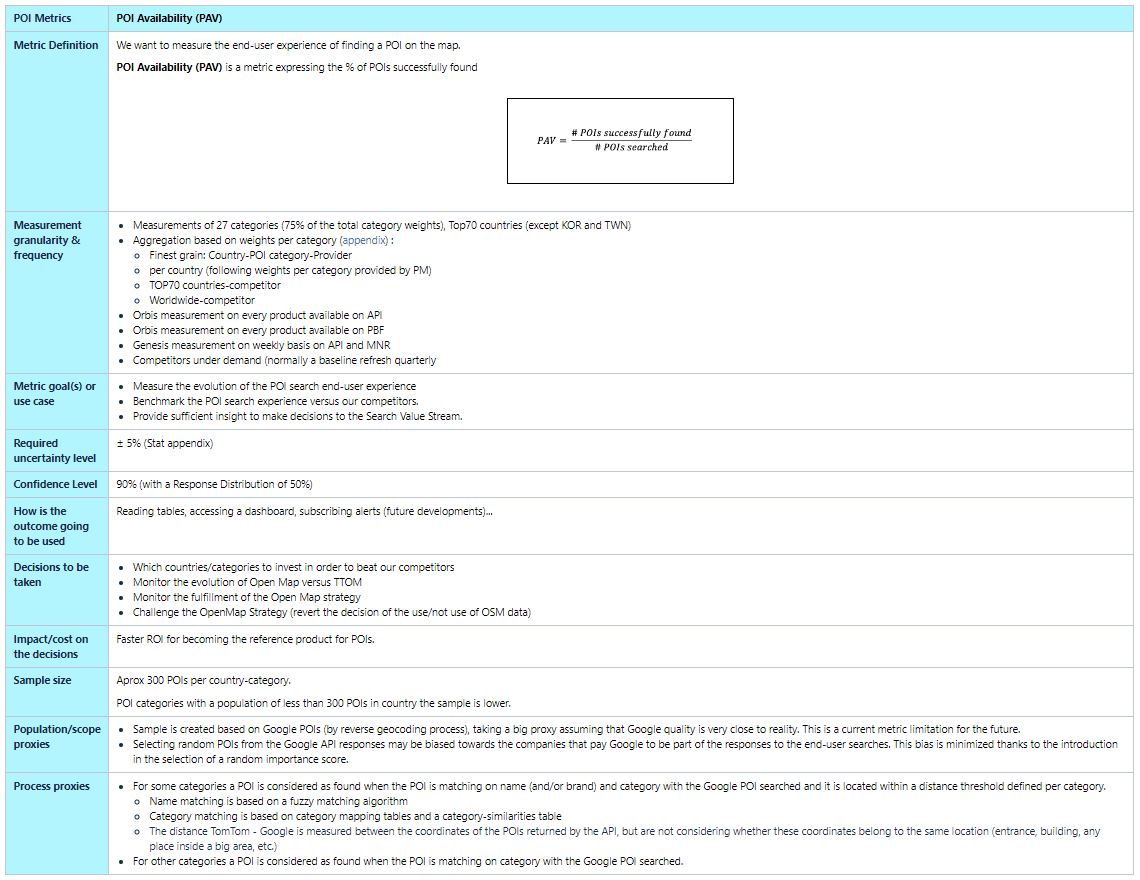 POI Metrics
POI Availability (PAV)
Metric Definition
We want to measure the end-user experience of finding a POI on the map.
POI Availability (PAV) is a metric expressing the % of POIs successfully found
PAV = # POIs successfully found / # POIs searched
Measurement
granularity &
frequency
Measurements of 27 categories (75% of the total category weights), Top70 countries (except KOR and TWN)
Aggregation based on weights per category (appendix) :
Finest grain: Country-POI category-Provider
per country (following weights per category provided by PM)
TOP70 countries-competitor
Worldwide-competitor
Orbis measurement on every product available on API
Orbis measurement on every product available on PBF
Genesis measurement on weekly basis on API and MNR
Competitors under demand (normally a baseline refresh quarterly
Metric goal(s) or
use case
Measure the evolution of the POI search end-user experience
Benchmark the POI search experience versus our competitors.
Provide sufficient insight to make decisions to the Search Value Stream.
Required
uncertainty level
± 5% (Stat appendix)
Confidence Level
90% (with a Response Distribution of 50%)
How is the
outcome going
to be used
Reading tables, accessing a dashboard, subscribing alerts (future developments)...
Decisions to be
taken
Which countries/categories to invest in order to beat our competitors
Monitor the evolution of Open Map versus TTOM
Monitor the fulfillment of the Open Map strategy
Challenge the OpenMap Strategy (revert the decision of the use/not use of OSM data)
Impact/cost on
the decisions
Faster ROI for becoming the reference product for POIs.
Sample size
Aprox 300 POIs per country-category.
POI categories with a population of less than 300 POIs in country the sample is lower.
Population/scope
proxies
Sample is created based on Google POIs (by reverse geocoding process), taking a big proxy assuming that Google quality is very close to reality. This is a current metric limitation for the future.
Selecting random POIs from the Google API responses may be biased towards the companies that pay Google to be part of the responses to the end-user searches. This bias is minimized thanks to the introduction
in the selection of a random importance score.
Process proxies
For some categories a POI is considered as found when the POI is matching on name (and/or brand) and category with the Google POI searched and it is located within a distance threshold defined per category.
Name matching is based on a fuzzy matching algorithm
Category matching is based on category mapping tables and a category-similarities table
The distance TomTom - Google is measured between the coordinates of the POIs returned by the API, but are not considering whether these coordinates belong to the same location (entrance, building, any
place inside a big area, etc.)
For other categories a POI is considered as found when the POI is matching on category with the Google POI searched.